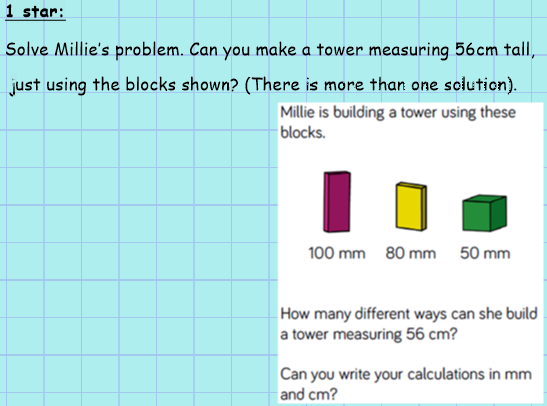 1 star:
Solve Millie's problem. Can you make a tower measuring 56cm tall,
just using the blocks shown? (There is more than one solution).
Millie is building a tower using these
blocks.
100 mm 80 mm 50 mm
How many different ways can she build
a tower measuring 56 cm?
Can you write your calculations in mm
and cm?